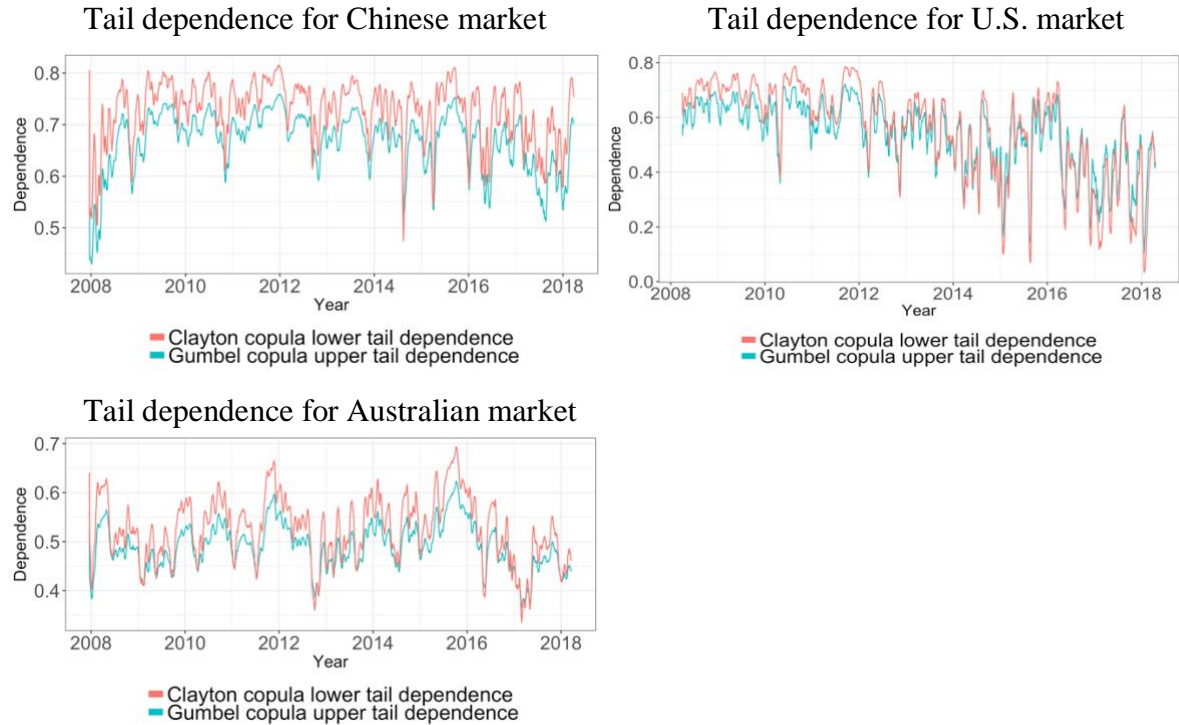 Tail dependence for Chinese market
Dependence
0.8
0.7
0.6
0.5
2008 2010 2012 2014 2016 2018
Year
Clayton copula lower tail dependence
Gumbel copula upper tail dependence
Tail dependence for U.S. market
Dependence
0.8
0.6
0.4
0.2
0.0
2008 2010 2012 2014 2016 2018
Year
Clayton copula lower tail dependence
Gumbel copula upper tail dependence
Tail dependence for Australian market
Dependence
0.7
0.6
0.5
0.4
2008 2010 2012 2014 2016 2018
Year
Clayton copula lower tail dependence
Gumbel copula upper tail dependence